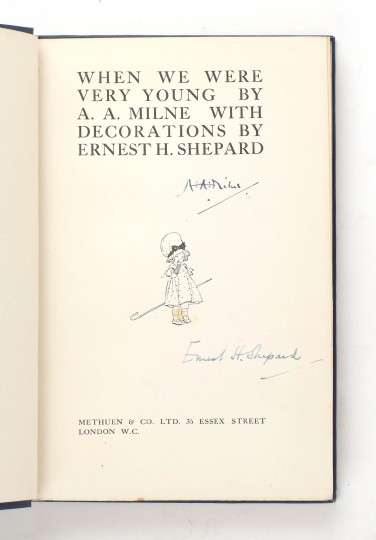 WHEN WE WERE
VERY YOUNG BY
A. A. MILNE WITH
DECORATIONS BY
ERNEST H. SHEPARD
A. A. Milne
Ernest H. Shepard
METHUEN & CO. LTD. 36 ESSEX STREET
LONDON W.C.